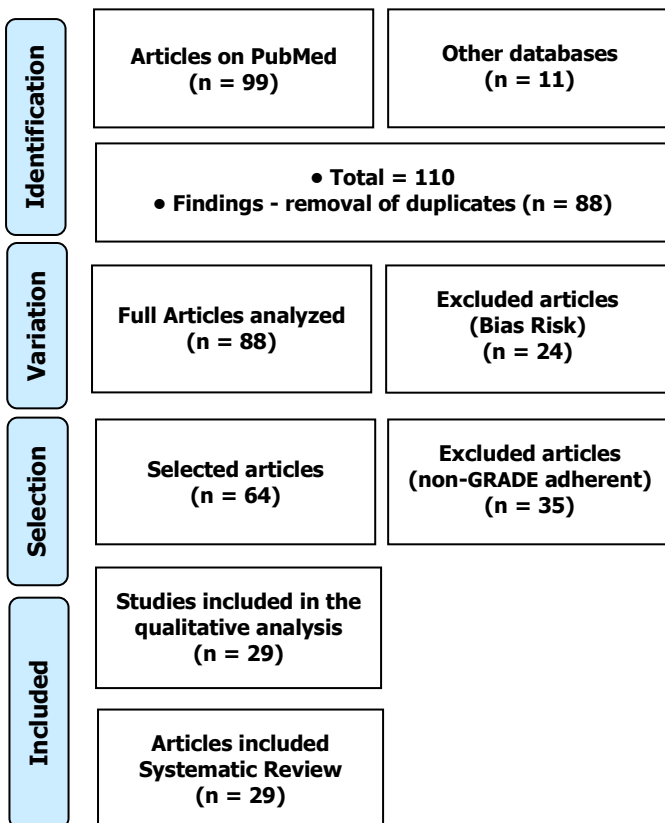 Identification
Articles on PubMed
(n = 99)
Other databases
(n = 11)
• Total = 110
• Findings - removal of duplicates (n = 88)
Variation
Full Articles analyzed
(n = 88)
Excluded articles
(Bias Risk)
(n = 24)
Selection
Selected articles
(n = 64)
Excluded articles
(non-GRADE adherent)
(n = 35)
Included
Studies included in the
qualitative analysis
(n = 29)
Articles included
Systematic Review
(n = 29)